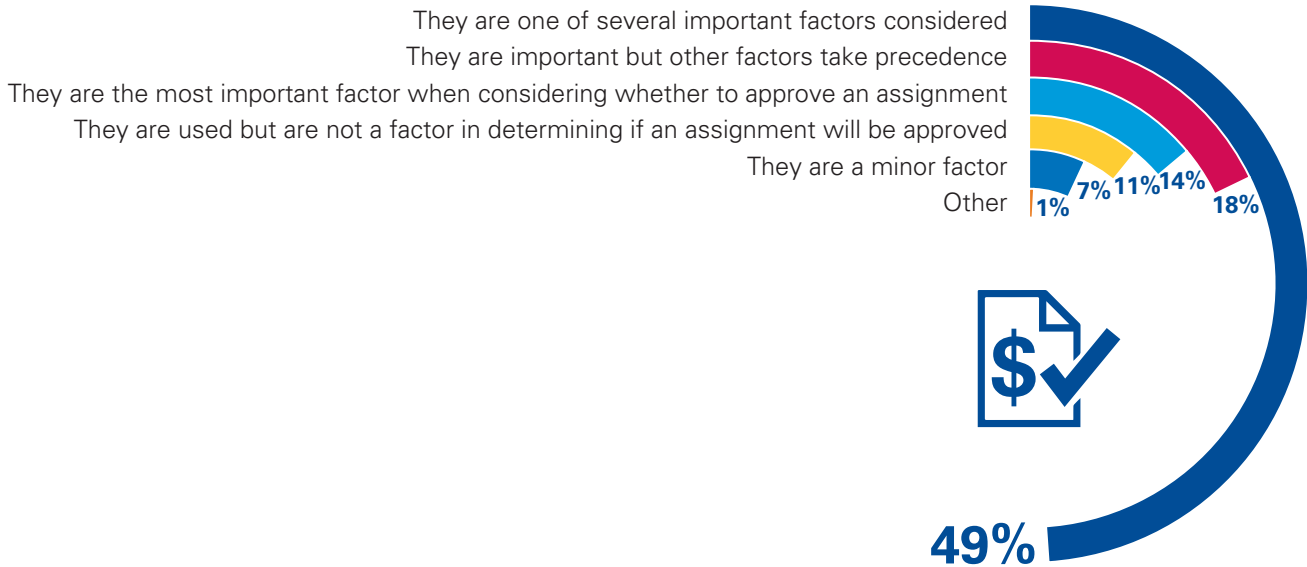 They are one of several important factors considered
They are important but other factors take precedence
They are the most important factor when considering whether to approve an assignment
They are used but are not a factor in determining if an assignment will be approved
They are a minor factor
Other
1%
7%
11%
14%
18%
$
49%